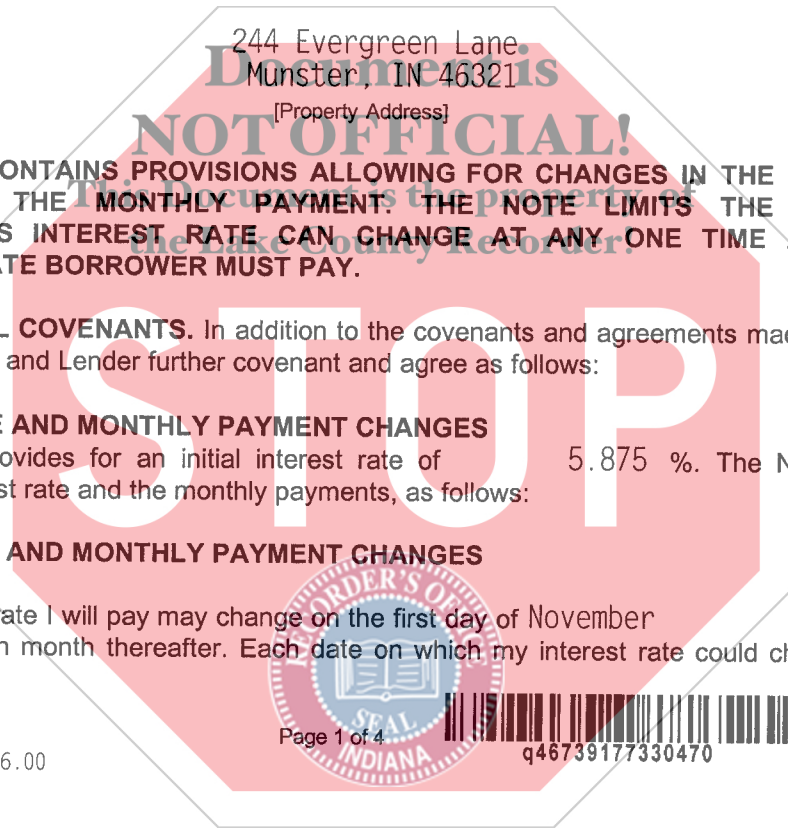 244 Evergreen Lane
Munster, IN 46321
[Property Address]
Document is
NOT OFFICIAL!
This Document is the property of
the Lake County Recorder!
ONTAINS PROVISIONS ALLOWING FOR CHANGES IN THE
THE MONTHLY PAYMENT. THE NOTE LIMITS THE
S INTEREST RATE CAN CHANGE AT ANY ONE TIME
TE BORROWER MUST PAY.
L COVENANTS. In addition to the covenants and agreements mad
and Lender further covenant and agree as follows:
STOP
E AND MONTHLY PAYMENT CHANGES
ovides for an initial interest rate of 5.875 %. The N
st rate and the monthly payments, as follows:
AND MONTHLY PAYMENT CHANGES
ate I will pay may change on the first day of November
h month thereafter. Each date on which my interest rate could ch
RECORDER'S OFFICE
SEAL
INDIANA
Page 1 of 4
q46739177330470
6.00